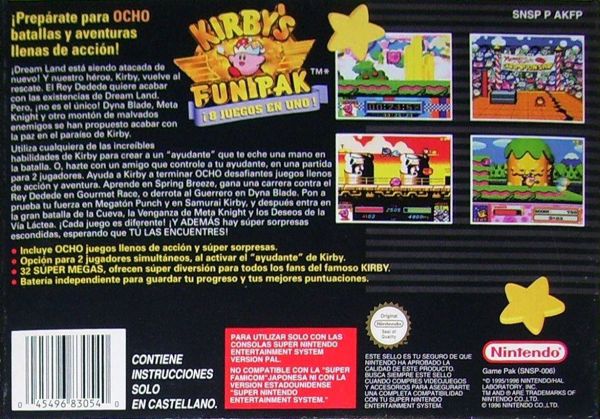 ¡Prepárate para OCHO
batallas y aventuras
llenas de acción!
SNSP P AKFP
KIRBY'S
FUN PAK
TM*
¡8 JUEGOS EN UNO!
¡Dream Land está siendo atacada de
nuevo! Y nuestro héroe, Kirby, vuelve al
rescate. El Rey Dedede quiere acabar
con las existencias de Dream Land.
Pero, ¡no es el único! Dyna Blade, Meta
Knight y otro montón de malvados
enemigos se han propuesto acabar con
la paz en el paraíso de Kirby.
Utiliza cualquiera de las increíbles
habilidades de Kirby para crear a un "ayudante" que te eche una mano en
la batalla. O, hazte con un amigo que controle a tu ayudante, en una partida
para 2 jugadores. Ayuda a Kirby a terminar OCHO desafiantes juegos llenos
de acción y aventura. Aprende en Spring Breeze, gana una carrera contra el
Rey Dedede en Gourmet Race, o derrota al Guerrero en Dyna Blade. Pon a
prueba tu fuerza en Megatón Punch y en Samurai Kirby, y después entra en
la gran batalla de la Cueva, la Venganza de Meta Knight y los Deseos de la
Vía Láctea. ¡Cada juego es diferente! ¡Y ADEMÁS hay súper sorpresas
escondidas, esperando que TÚ LAS ENCUENTRES!
• Incluye OCHO juegos llenos de acción y súper sorpresas.
• Opción para 2 jugadores simultáneos, al activar el "ayudante" de Kirby.
• 32 SÚPER MEGAS, ofrecen súper diversión para todos los fans del famoso KIRBY.
• Batería independiente para guardar tu progreso y tus mejores puntuaciones.
0 45496 83054 0
CONTIENE
INSTRUCCIONES
SOLO
EN CASTELLANO.
PARA UTILIZAR SOLO CON LAS
CONSOLAS SUPER NINTENDO
ENTERTAINMENT SYSTEM
VERSION PAL.
NO COMPATIBLE CON LA "SUPER
FAMICOM" JAPONESA NI CON LA
VERSION ESTADOUNIDENSE
"SUPER NINTENDO
ENTERTAINMENT SYSTEM".
Original
Nintendo
Seal of
Quality
ESTE SELLO ES TU SEGURO DE QUE
NINTENDO HA APROBADO LA
CALIDAD DE ESTE PRODUCTO.
BUSCA SIEMPRE ESTE SELLO
CUANDO COMPRES VIDEOJUEGOS
Y ACCESORIOS PARA ASEGURARTE
UNA COMPLETA COMPATIBILIDAD
CON TU SUPER NINTENDO
ENTERTAINMENT SYSTEM.
Nintendo
Game Pak (SNSP-006)
© 1995/1996 NINTENDO/HAL
LABORATORY, INC.
TM AND ® ARE TRADEMARKS
OF NINTENDO CO., LTD.
© 1996 NINTENDO CO., LTD.